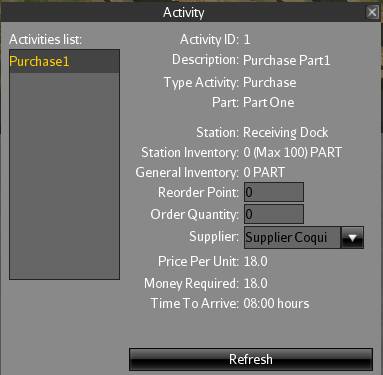 Activity
Activities list:
Purchase1
Activity ID: 1
Description: Purchase Part1
Type Activity: Purchase
Part: Part One
Station: Receiving Dock
Station Inventory: 0 (Max 100) PART
General Inventory: 0 PART
Reorder Point: 0
Order Quantity: 0
Supplier: Supplier Coqui
Price Per Unit: 18.0
Money Required: 18.0
Time To Arrive: 08:00 hours
Refresh